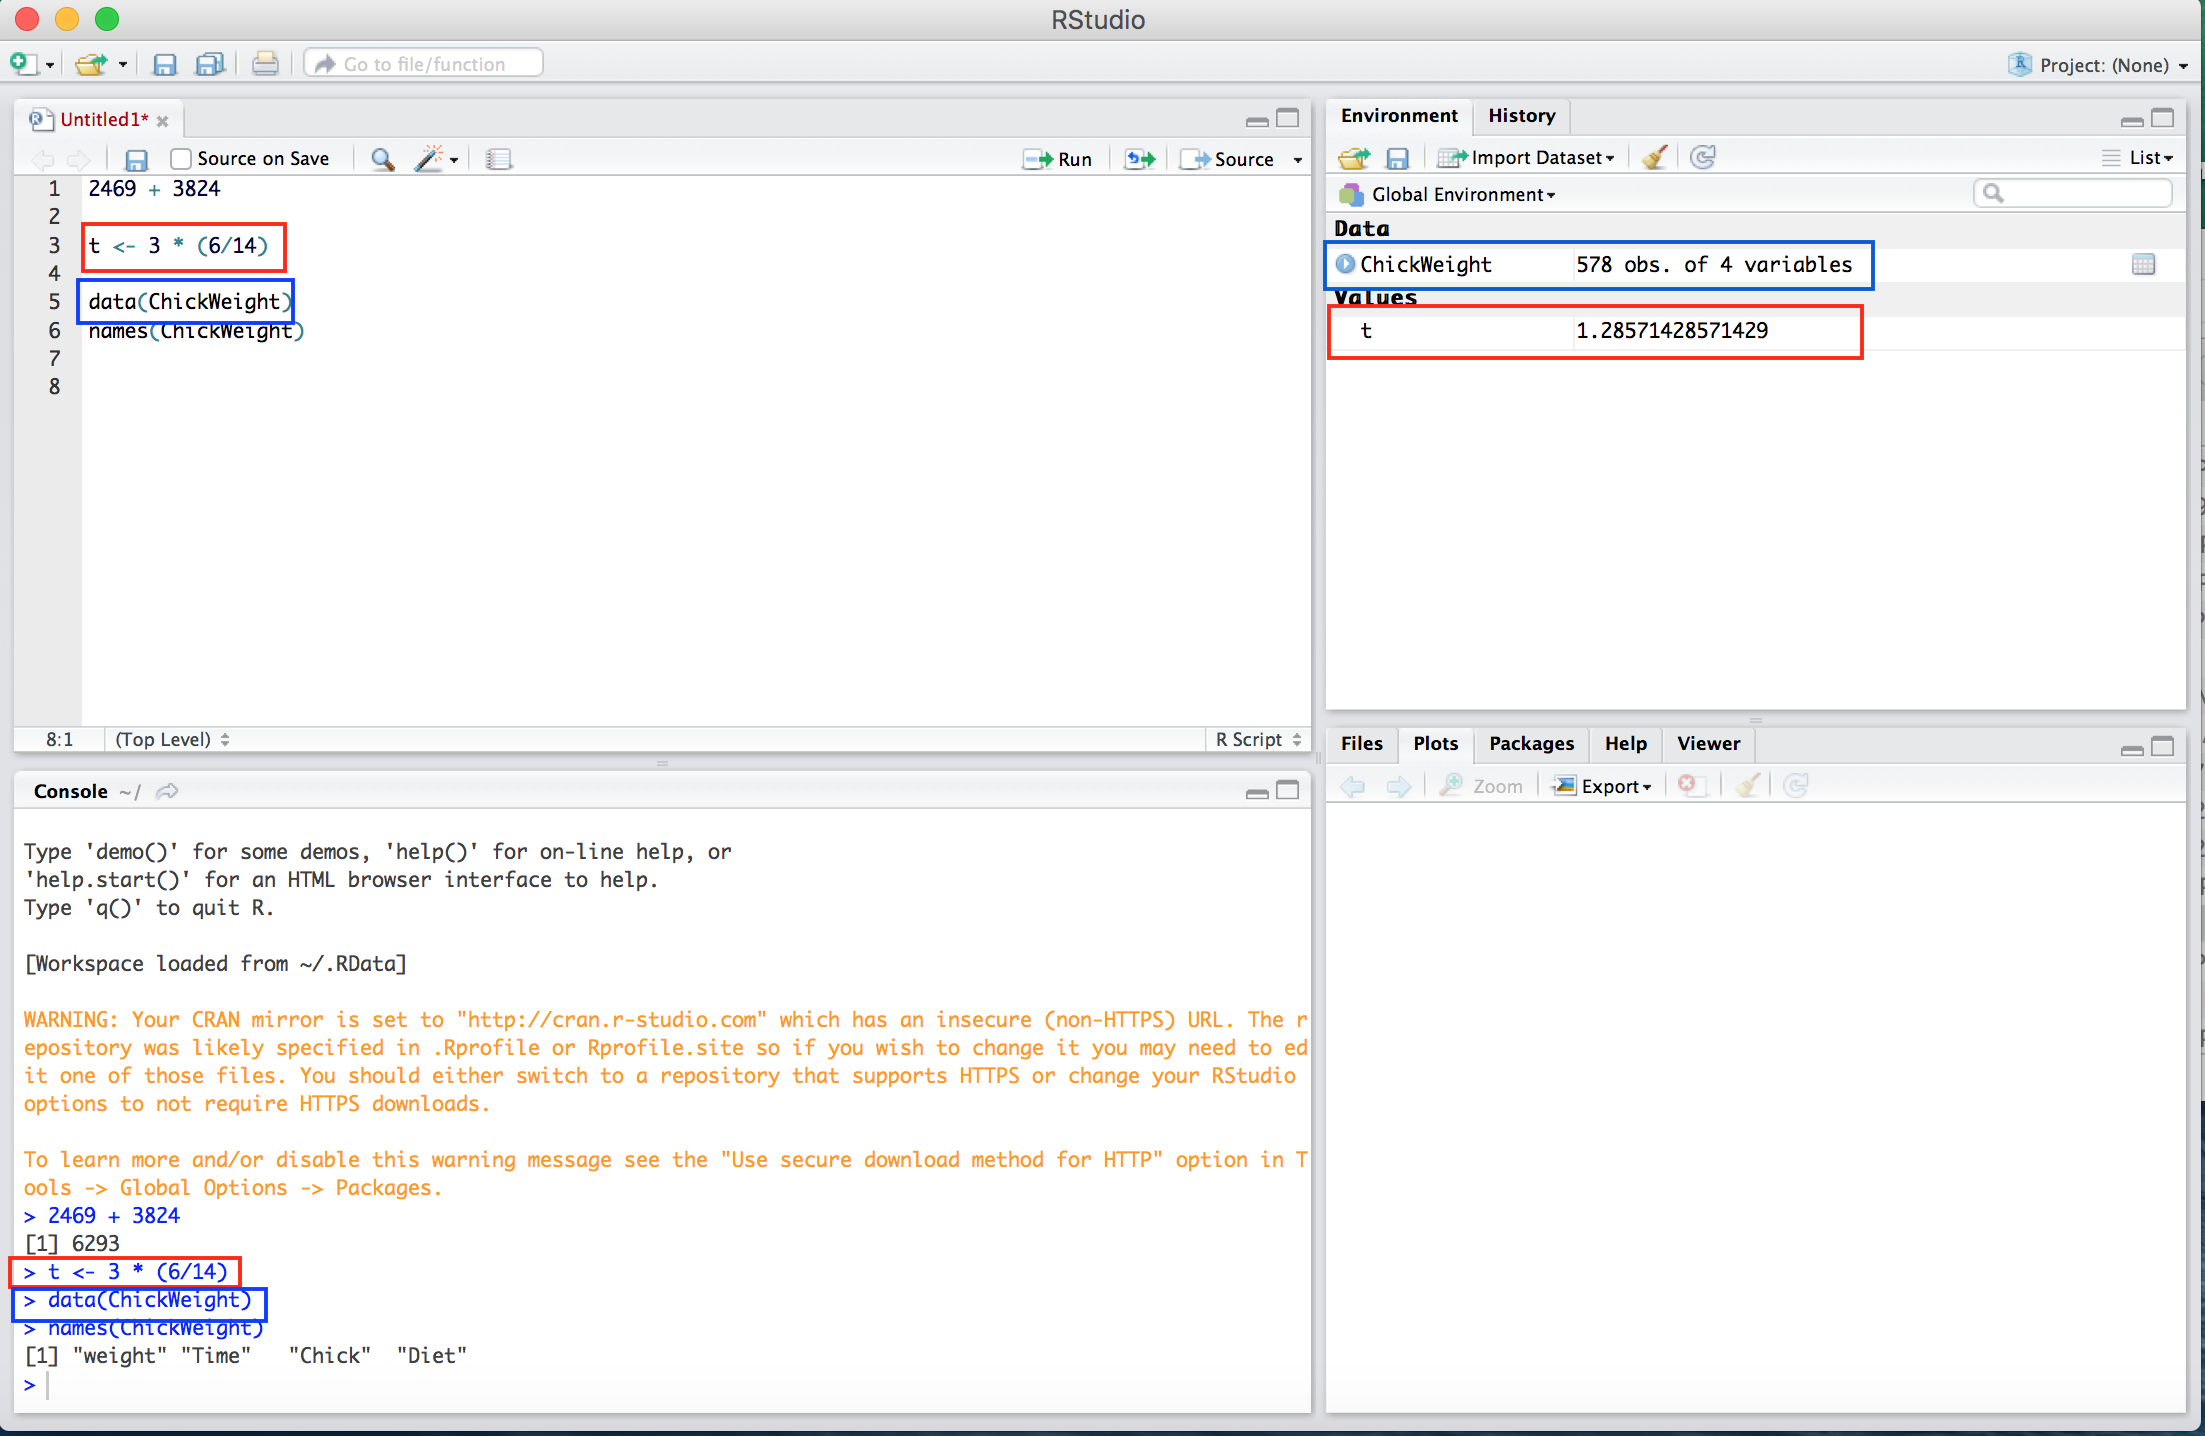 RStudio
Go to file/function
Project: (None)
Untitled1*
Source on Save
Run
Source
1 2469 + 3824
2
3 t <- 3 * (6/14)
4
5 data(ChickWeight)
6 names(ChickWeight)
7
8
8:1 (Top Level)
R Script
Console ~/
Type 'demo()' for some demos, 'help()' for on-line help, or
'help.start()' for an HTML browser interface to help.
Type 'q()' to quit R.
[Workspace loaded from ~/.RData]
WARNING: Your CRAN mirror is set to "http://cran.r-studio.com" which has an insecure (non-HTTPS) URL. The r
epository was likely specified in .Rprofile or Rprofile.site so if you wish to change it you may need to ed
it one of those files. You should either switch to a repository that supports HTTPS or change your RStudio
options to not require HTTPS downloads.
To learn more and/or disable this warning message see the "Use secure download method for HTTP" option in T
ools -> Global Options -> Packages.
> 2469 + 3824
[1] 6293
> t <- 3 * (6/14)
> data(ChickWeight)
> names(ChickWeight)
[1] "weight" "Time"   "Chick"  "Diet"
>
Environment History
Import Dataset
List
Global Environment
Data
ChickWeight 578 obs. of 4 variables
Values
t 1.28571428571429
Files Plots Packages Help Viewer
Zoom Export